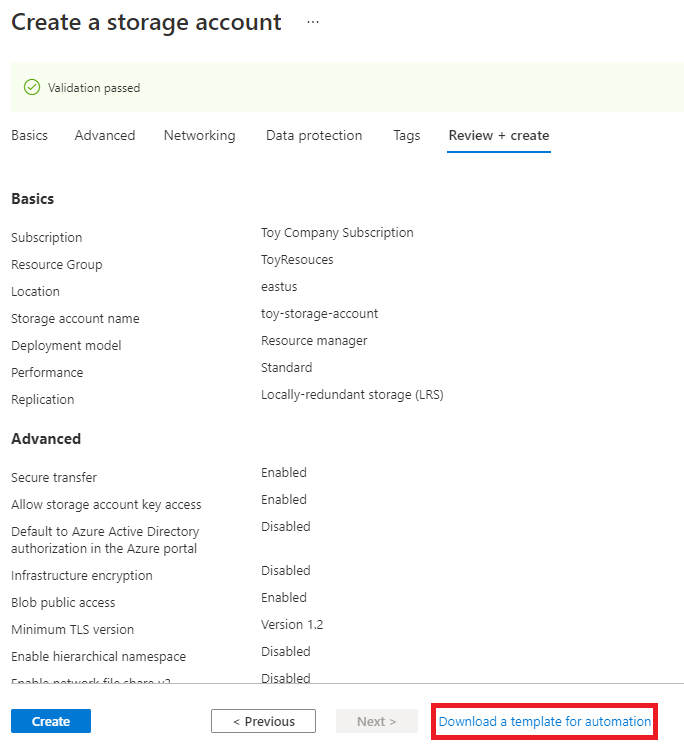 Create a storage account ...
Validation passed
Basics Advanced Networking Data protection Tags Review + create
Basics
Subscription Toy Company Subscription
Resource Group ToyResouces
Location eastus
Storage account name toy-storage-account
Deployment model Resource manager
Performance Standard
Replication Locally-redundant storage (LRS)
Advanced
Secure transfer Enabled
Allow storage account key access Enabled
Default to Azure Active Directory Disabled
authorization in the Azure portal
Infrastructure encryption Disabled
Blob public access Enabled
Minimum TLS version Version 1.2
Enable hierarchical namespace Disabled
Enable network file share v3 Disabled
Create < Previous Next > Download a template for automation